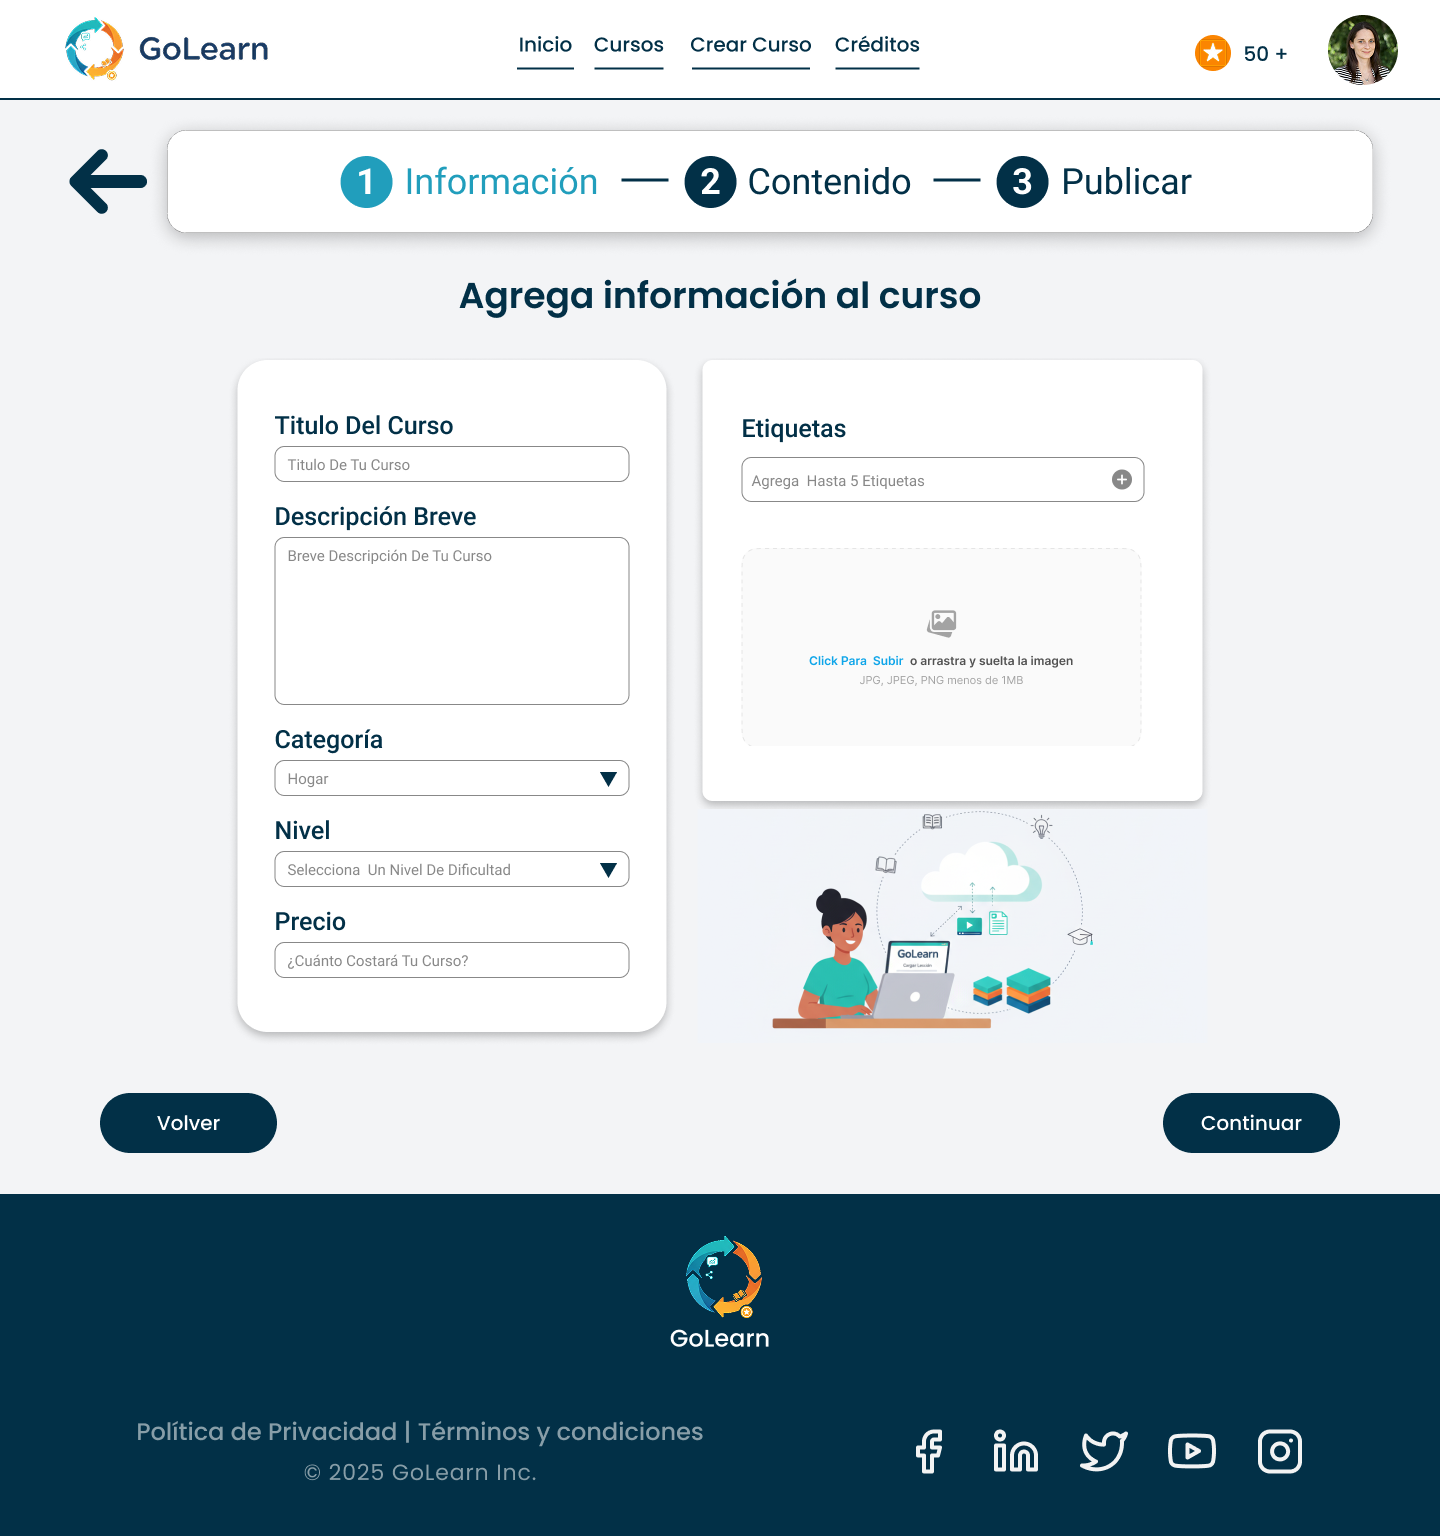 GoLearn
Inicio Cursos Crear Curso Créditos
50 +
1 Información 2 Contenido 3 Publicar
Agrega información al curso
Titulo Del Curso
Titulo De Tu Curso
Descripción Breve
Breve Descripción De Tu Curso
Categoría
Hogar
Nivel
Selecciona Un Nivel De Dificultad
Precio
¿Cuánto Costará Tu Curso?
Etiquetas
Agrega Hasta 5 Etiquetas
Click Para Subir o arrastra y suelta la imagen
JPG, JPEG, PNG menos de 1MB
GoLearn
Cargar Lección
Volver
Continuar
GoLearn
Política de Privacidad | Términos y condiciones
© 2025 GoLearn Inc.